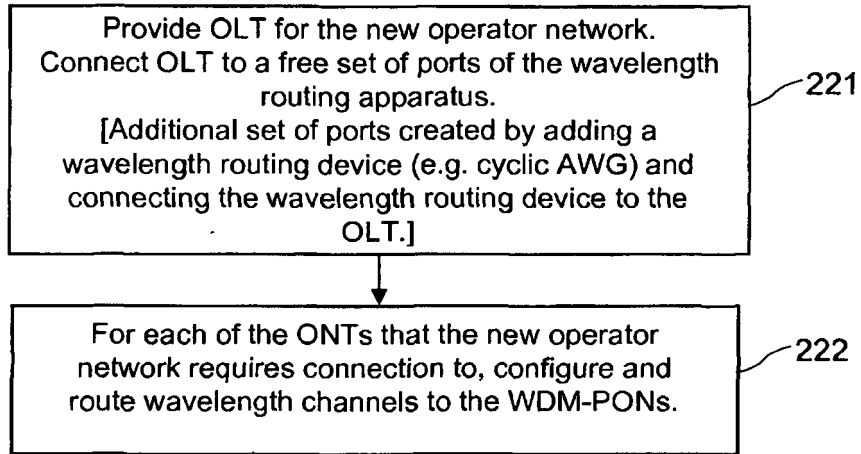 Provide OLT for the new operator network.
Connect OLT to a free set of ports of the wavelength
routing apparatus.
[Additional set of ports created by adding a
wavelength routing device (e.g. cyclic AWG) and
connecting the wavelength routing device to the
OLT.]
221
For each of the ONTs that the new operator
network requires connection to, configure and
route wavelength channels to the WDM-PONs.
222